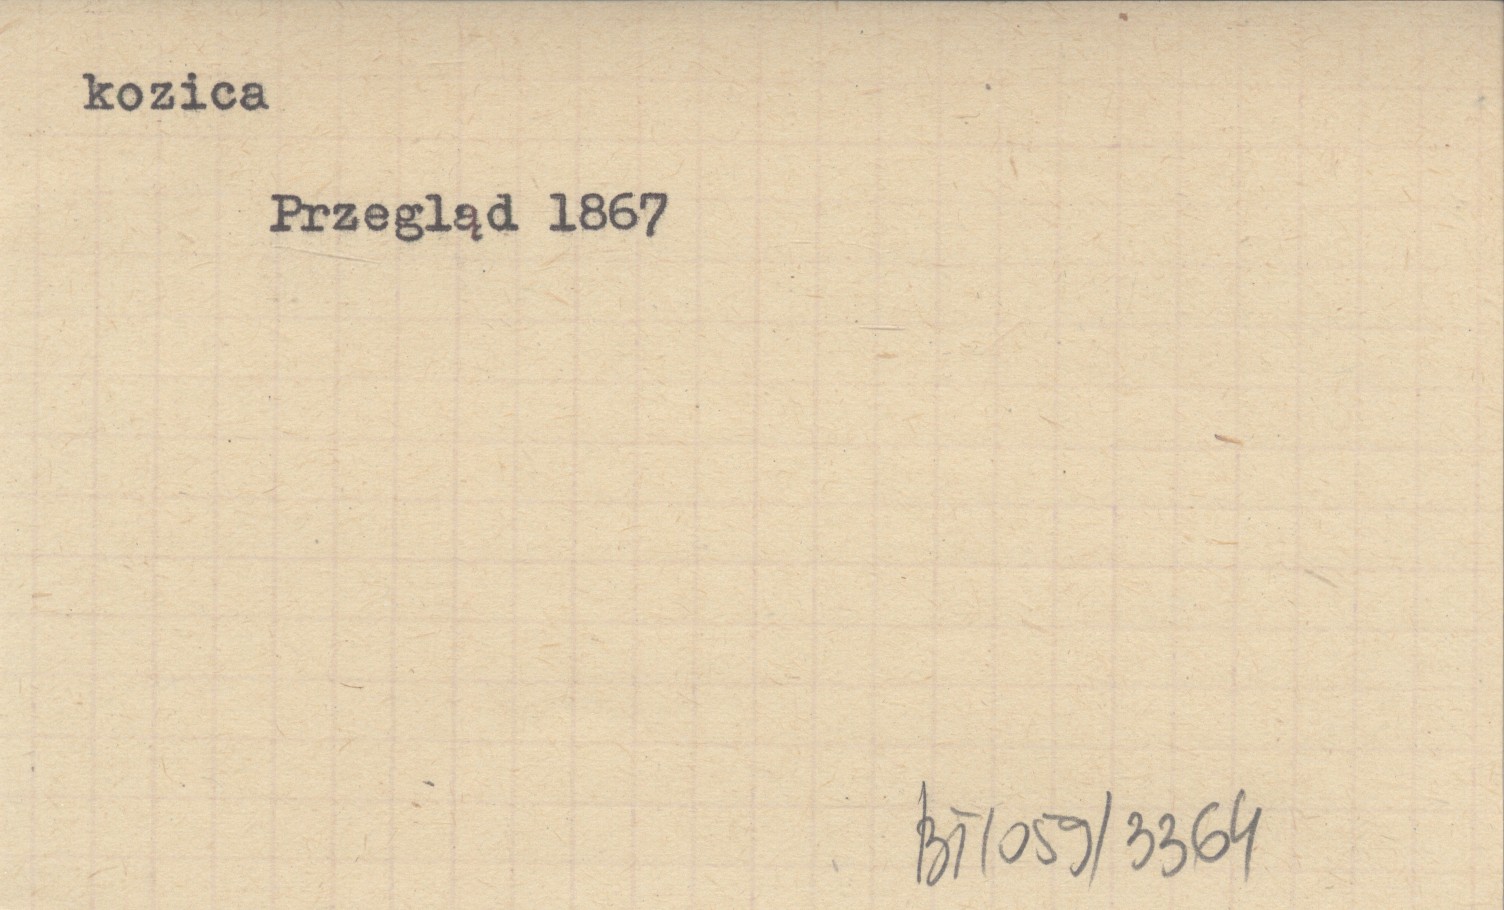 kozica
Przegląd 1867
BT/059/3364